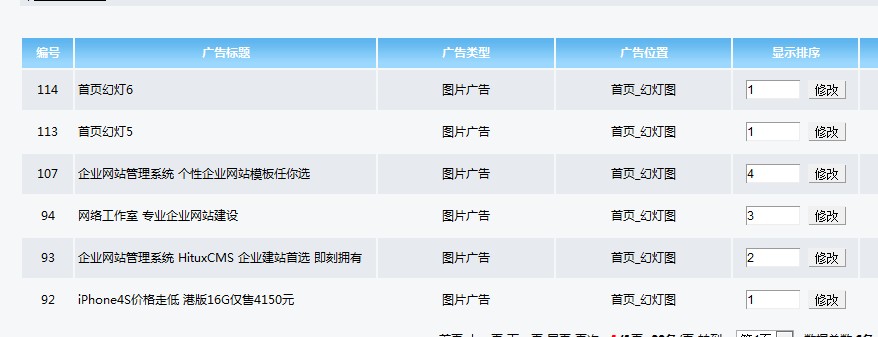 编号 广告标题 广告类型 广告位置 显示排序
114 首页幻灯6 图片广告 首页_幻灯图 1 修改
113 首页幻灯5 图片广告 首页_幻灯图 1 修改
107 企业网站管理系统 个性企业网站模板任你选 图片广告 首页_幻灯图 4 修改
94 网络工作室 专业企业网站建设 图片广告 首页_幻灯图 3 修改
93 企业网站管理系统 HituxCMS 企业建站首选 即刻拥有 图片广告 首页_幻灯图 2 修改
92 iPhone4S价格走低 港版16G仅售4150元 图片广告 首页_幻灯图 1 修改